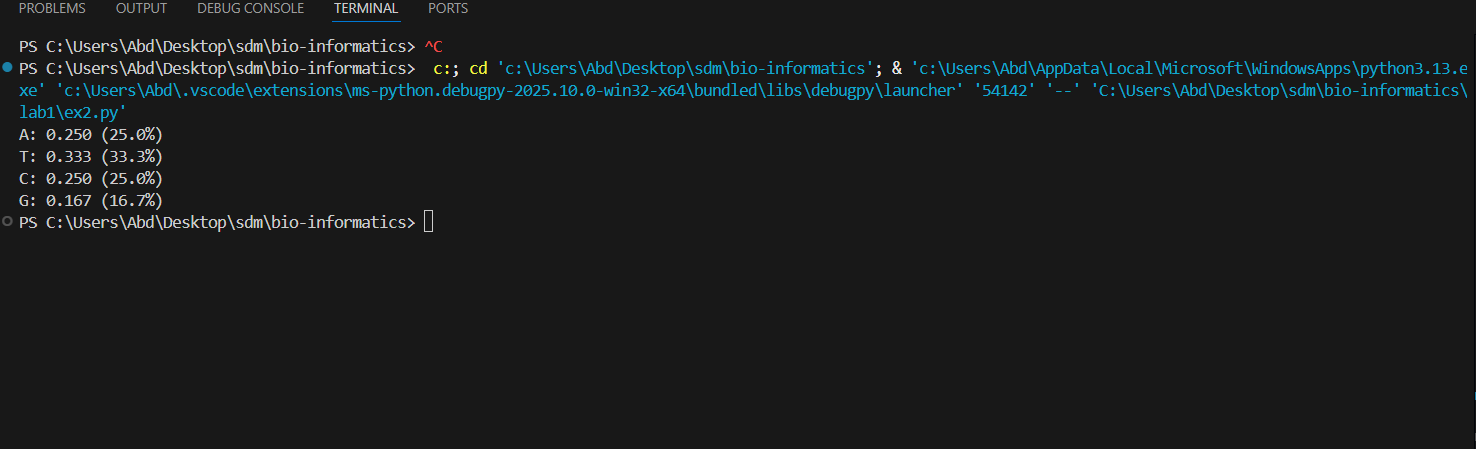 PROBLEMS OUTPUT DEBUG CONSOLE TERMINAL PORTS
PS C:\Users\Abd\Desktop\sdm\bio-informatics> ^C
PS C:\Users\Abd\Desktop\sdm\bio-informatics>  c:; cd 'c:\Users\Abd\Desktop\sdm\bio-informatics'; & 'c:\Users\Abd\AppData\Local\Microsoft\WindowsApps\python3.13.e
xe' 'c:\Users\Abd\.vscode\extensions\ms-python.debugpy-2025.10.0-win32-x64\bundled\libs\debugpy\launcher' '54142' '--' 'C:\Users\Abd\Desktop\sdm\bio-informatics\
lab1\ex2.py'
A: 0.250 (25.0%)
T: 0.333 (33.3%)
C: 0.250 (25.0%)
G: 0.167 (16.7%)
PS C:\Users\Abd\Desktop\sdm\bio-informatics>